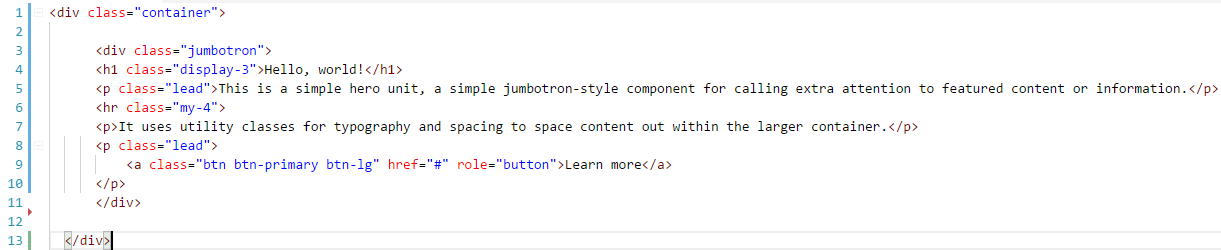 1 <div class="container">
2
3 <div class="jumbotron">
4 <h1 class="display-3">Hello, world!</h1>
5 <p class="lead">This is a simple hero unit, a simple jumbotron-style component for calling extra attention to featured content or information.</p>
6 <hr class="my-4">
7 <p>It uses utility classes for typography and spacing to space content out within the larger container.</p>
8 <p class="lead">
9 <a class="btn btn-primary btn-lg" href="#" role="button">Learn more</a>
10 </p>
11 </div>
12
13 </div>